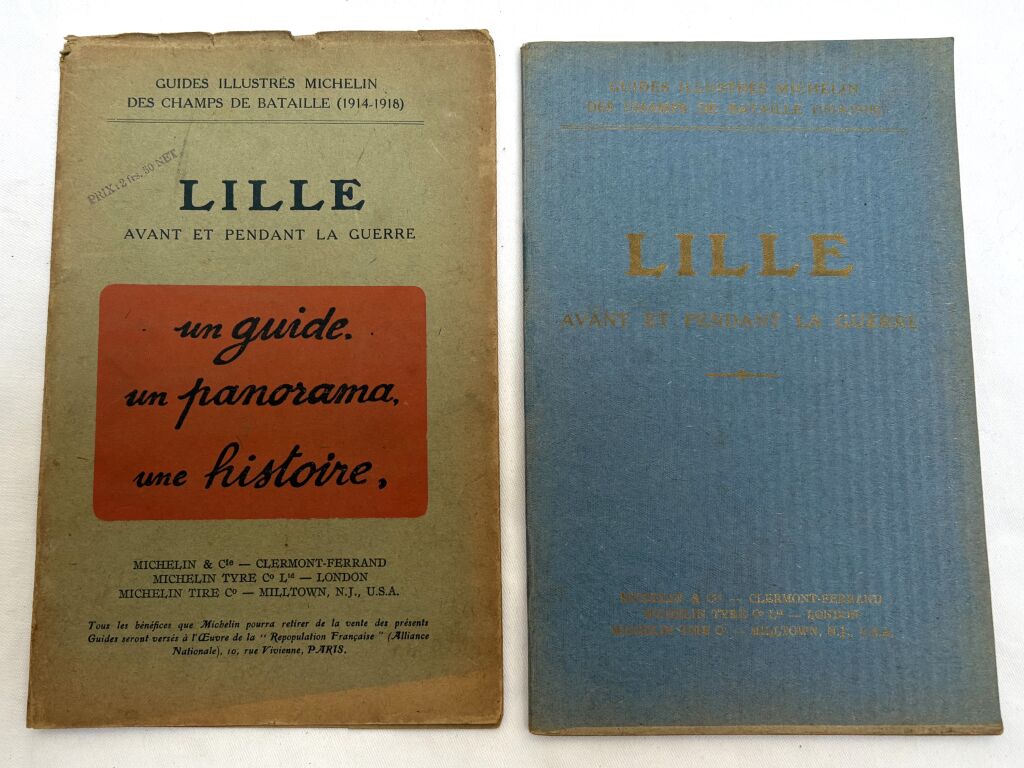 GUIDES ILLUSTRÉS MICHELIN
DES CHAMPS DE BATAILLE (1914-1918)
PRIX : 2 frs. 50 NET
LILLE
AVANT ET PENDANT LA GUERRE
un guide.
un panorama,
une histoire,
MICHELIN & Cie — CLERMONT-FERRAND
MICHELIN TYRE Co Ltd — LONDON
MICHELIN TIRE Co — MILLTOWN, N.J., U.S.A.
Tous les bénéfices que Michelin pourra retirer de la vente des présents
Guides seront versés à l'Œuvre de la “ Repopulation Française ” (Alliance
Nationale), 10, rue Vivienne, PARIS.
GUIDES ILLUSTRÉS MICHELIN
DES CHAMPS DE BATAILLE (1914-1918)
LILLE
AVANT ET PENDANT LA GUERRE
MICHELIN & Cie — CLERMONT-FERRAND
MICHELIN TYRE Co Ltd — LONDON
MICHELIN TIRE Co — MILLTOWN, N.J., U.S.A.